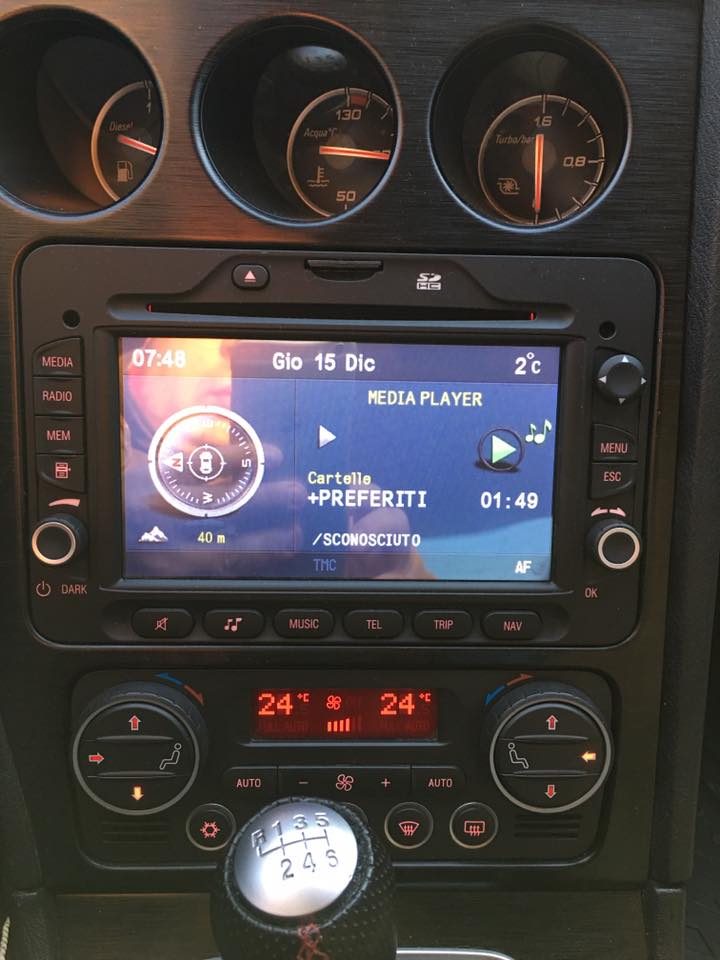 Diesel
1
130
Acqua°C
50
1,6
Turbo/bar
0,8
SD
HC
07:48
Gio 15 Dic
2°C
MEDIA
RADIO
MEM
MENU
ESC
MEDIA PLAYER
Cartelle
+PREFERITI
01:49
/SCONOSCIUTO
N
S
W
40 m
TMC
AF
DARK
OK
MUSIC
TEL
TRIP
NAV
24°C
24°C
AUTO
-
+
AUTO
R 1 3 5
2 4 6